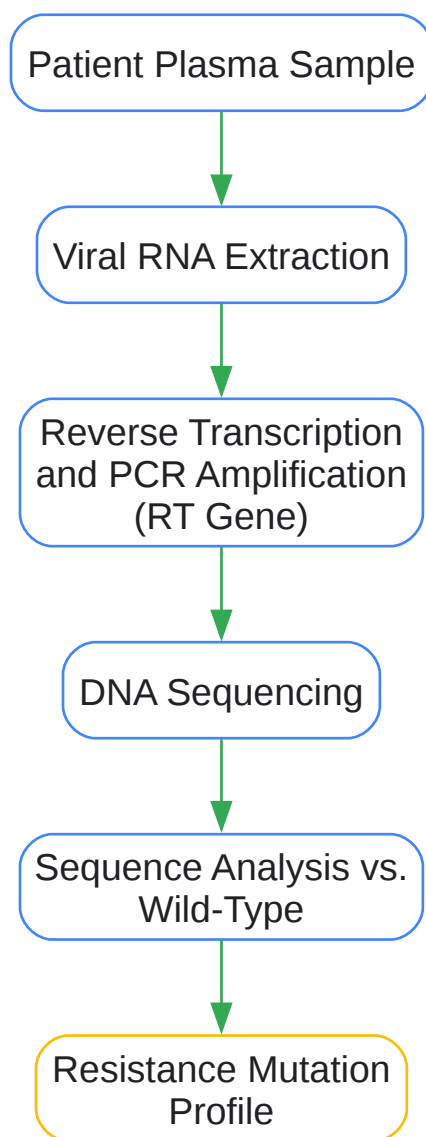 Patient Plasma Sample
Viral RNA Extraction
Reverse Transcription
and PCR Amplification
(RT Gene)
DNA Sequencing
Sequence Analysis vs.
Wild-Type
Resistance Mutation
Profile